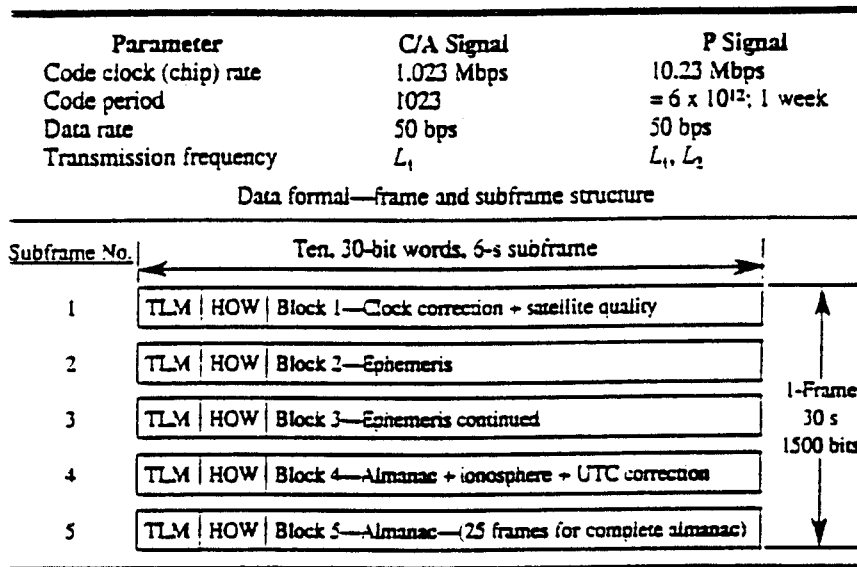 Parameter C/A Signal P Signal
Code clock (chip) rate 1.023 Mbps 10.23 Mbps
Code period 1023 = 6 x 10¹²; 1 week
Data rate 50 bps 50 bps
Transmission frequency L₁ L₁, L₂
Data formal—frame and subframe structure
Subframe No. Ten, 30-bit words, 6-s subframe
1 TLM HOW Block 1—Clock correction + satellite quality
2 TLM HOW Block 2—Ephemeris
3 TLM HOW Block 3—Ephemeris continued
4 TLM HOW Block 4—Almanac + ionosphere + UTC correction
5 TLM HOW Block 5—Almanac—(25 frames for complete almanac)
1-Frame
30 s
1500 bits